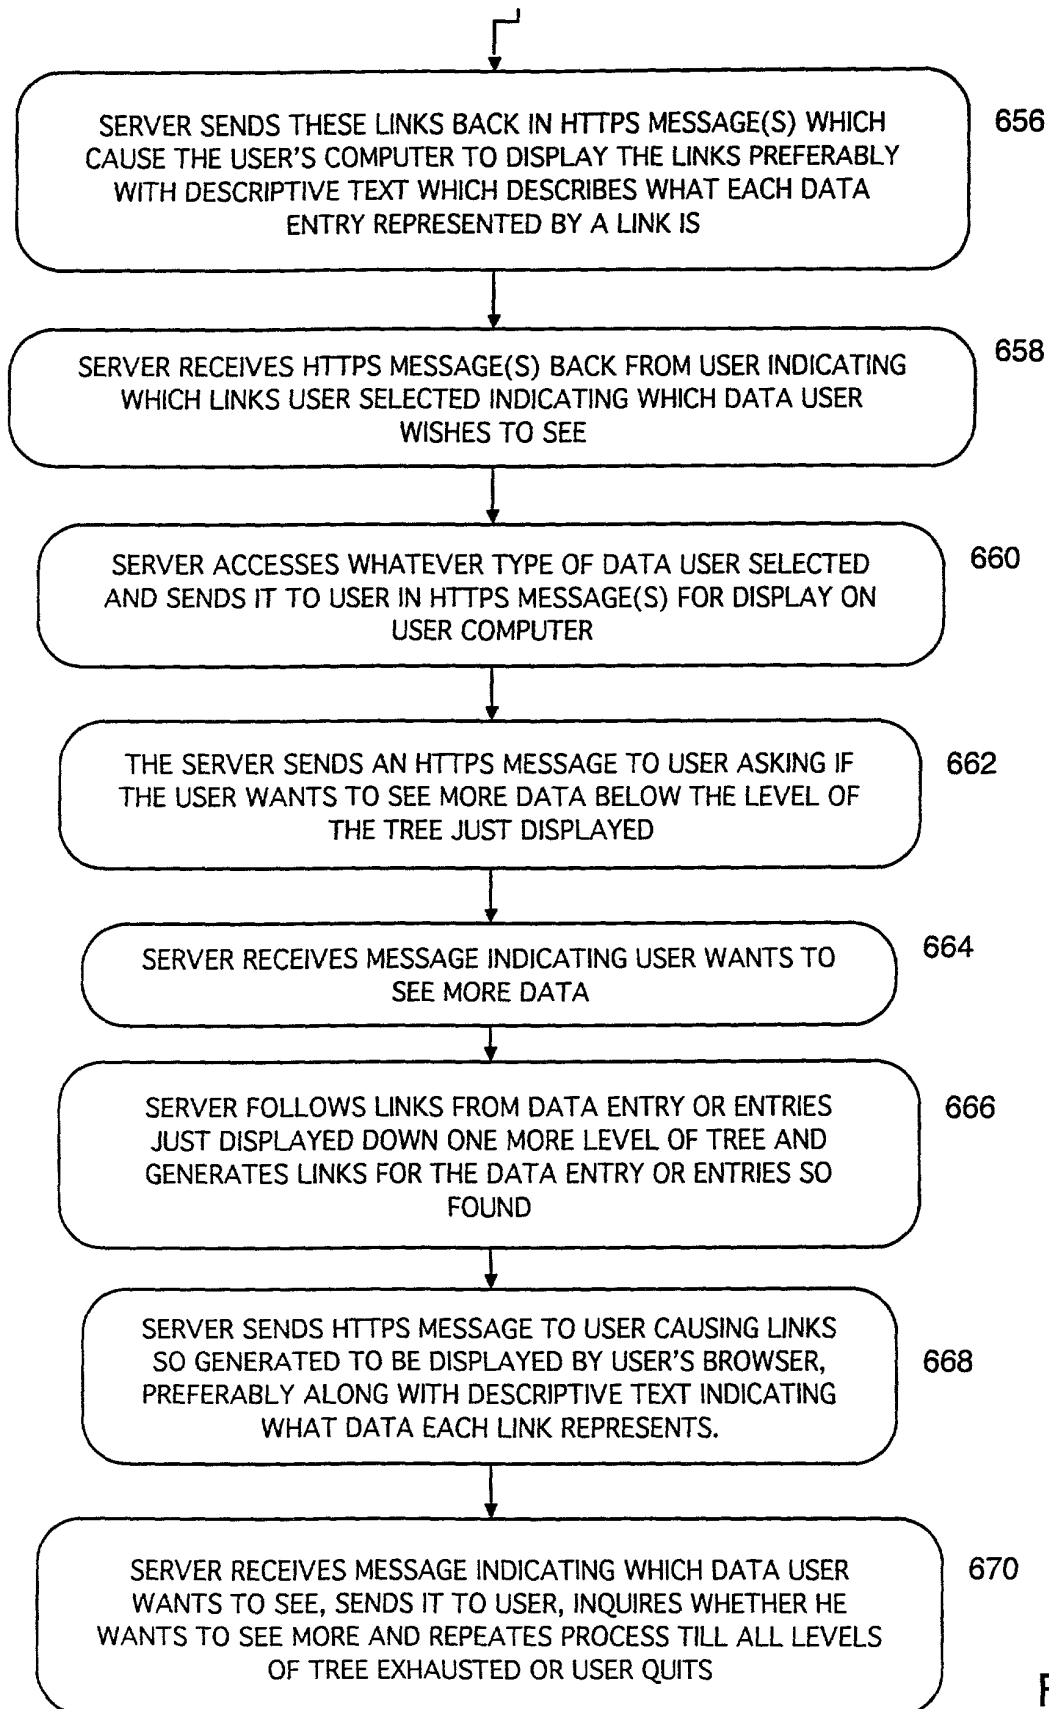 656
SERVER SENDS THESE LINKS BACK IN HTTPS MESSAGE(S) WHICH
CAUSE THE USER'S COMPUTER TO DISPLAY THE LINKS PREFERABLY
WITH DESCRIPTIVE TEXT WHICH DESCRIBES WHAT EACH DATA
ENTRY REPRESENTED BY A LINK IS
658
SERVER RECEIVES HTTPS MESSAGE(S) BACK FROM USER INDICATING
WHICH LINKS USER SELECTED INDICATING WHICH DATA USER
WISHES TO SEE
660
SERVER ACCESSES WHATEVER TYPE OF DATA USER SELECTED
AND SENDS IT TO USER IN HTTPS MESSAGE(S) FOR DISPLAY ON
USER COMPUTER
662
THE SERVER SENDS AN HTTPS MESSAGE TO USER ASKING IF
THE USER WANTS TO SEE MORE DATA BELOW THE LEVEL OF
THE TREE JUST DISPLAYED
664
SERVER RECEIVES MESSAGE INDICATING USER WANTS TO
SEE MORE DATA
666
SERVER FOLLOWS LINKS FROM DATA ENTRY OR ENTRIES
JUST DISPLAYED DOWN ONE MORE LEVEL OF TREE AND
GENERATES LINKS FOR THE DATA ENTRY OR ENTRIES SO
FOUND
668
SERVER SENDS HTTPS MESSAGE TO USER CAUSING LINKS
SO GENERATED TO BE DISPLAYED BY USER'S BROWSER,
PREFERABLY ALONG WITH DESCRIPTIVE TEXT INDICATING
WHAT DATA EACH LINK REPRESENTS.
670
SERVER RECEIVES MESSAGE INDICATING WHICH DATA USER
WANTS TO SEE, SENDS IT TO USER, INQUIRES WHETHER HE
WANTS TO SEE MORE AND REPEATES PROCESS TILL ALL LEVELS
OF TREE EXHAUSTED OR USER QUITS